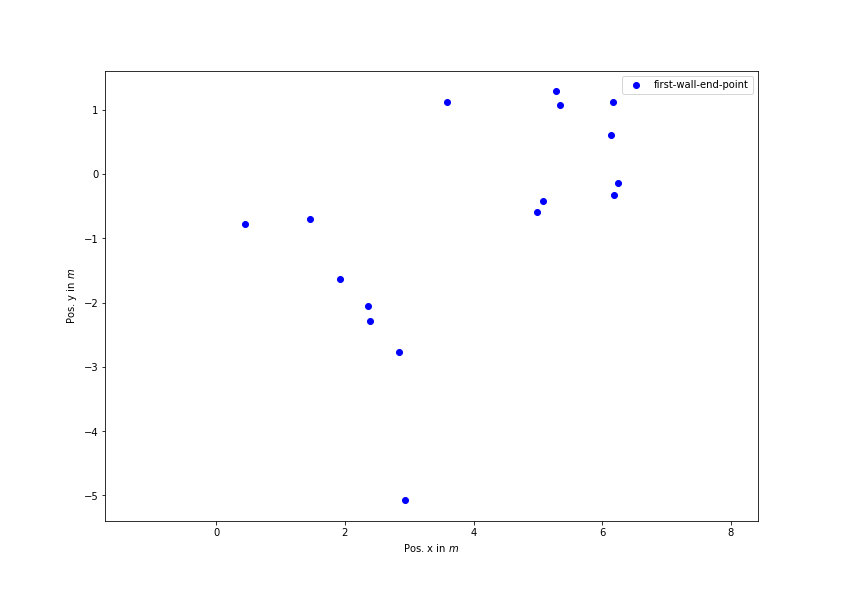 first-wall-end-point
1
0
−1
−2
−3
−4
−5
Pos. y in m
0 2 4 6 8
Pos. x in m